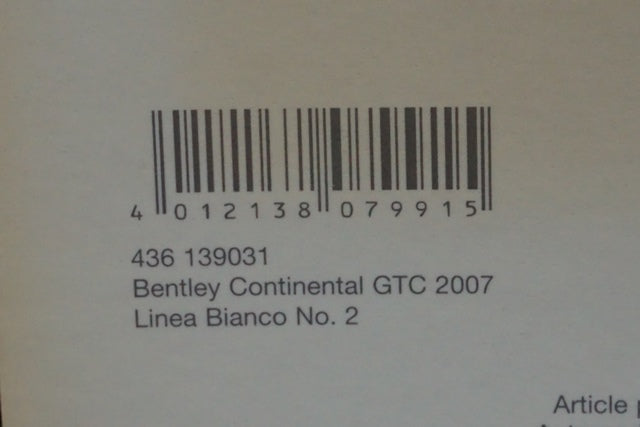 4 012138 079915
436 139031
Bentley Continental GTC 2007
Linea Bianco No. 2
Article